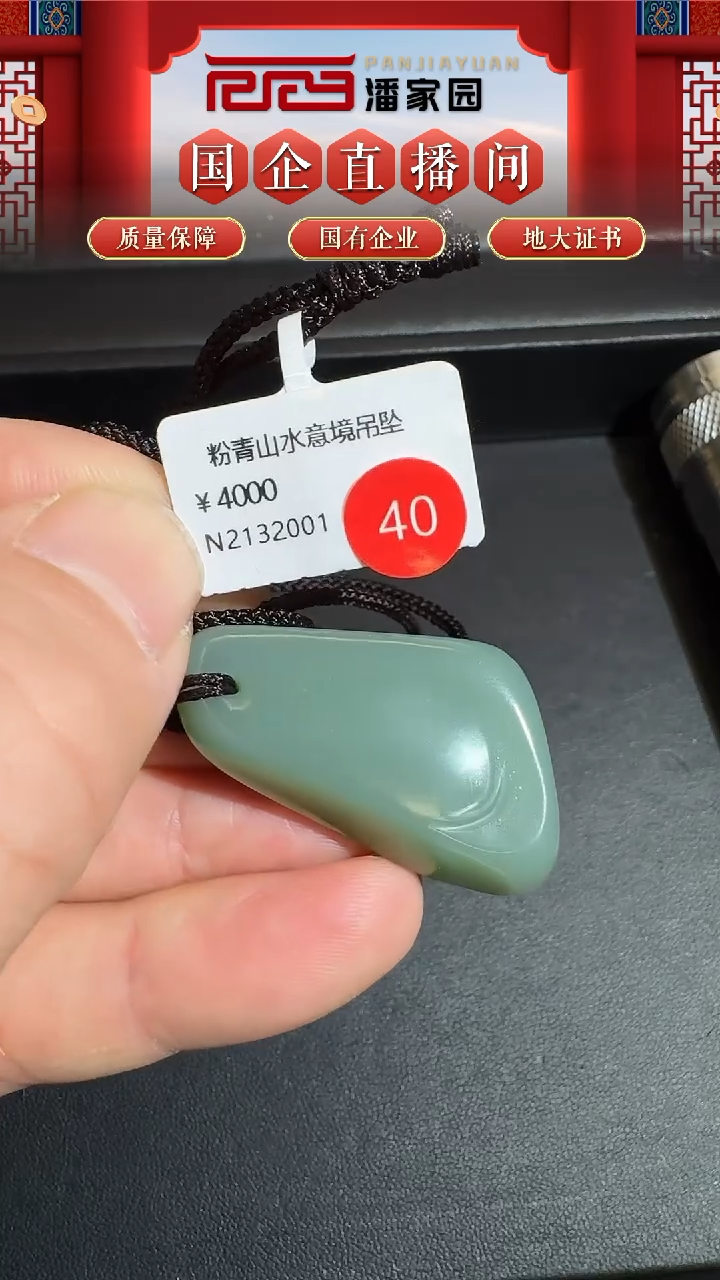 PANJIAYUAN
潘家园
国企直播间
质量保障
国有企业
地大证书
粉青山水意境吊坠
¥4000
N2132001
40